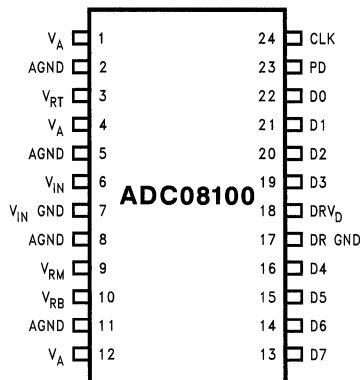 V_A 1 24 CLK
AGND 2 23 PD
V_RT 3 22 D0
V_A 4 21 D1
AGND 5 20 D2
V_IN 6 19 D3
ADC08100
V_IN GND 7 18 DRV_D
AGND 8 17 DR GND
V_RM 9 16 D4
V_RB 10 15 D5
AGND 11 14 D6
V_A 12 13 D7